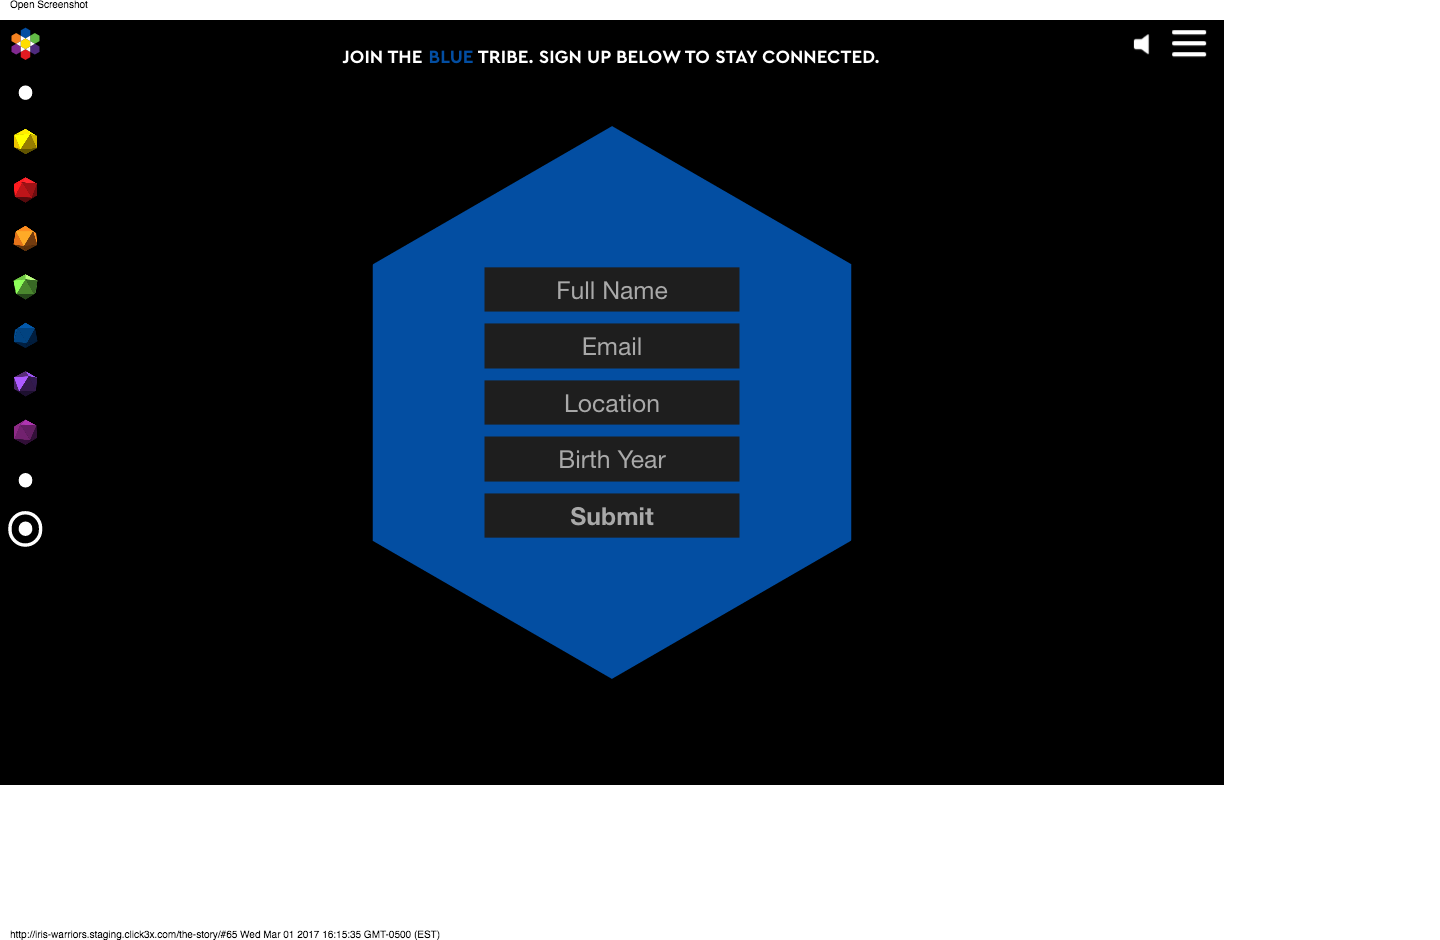 Open Screenshot
JOIN THE BLUE TRIBE. SIGN UP BELOW TO STAY CONNECTED.
Full Name
Email
Location
Birth Year
Submit
http://iris-warriors.staging.click3x.com/the-story/#65 Wed Mar 01 2017 16:15:35 GMT-0500 (EST)